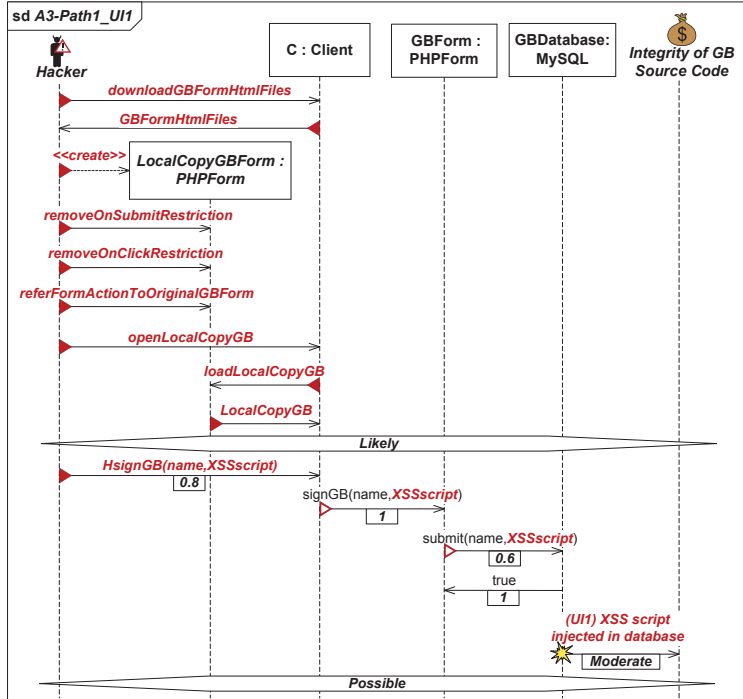 sd A3-Path1_UI1
Hacker
C : Client
GBForm :
PHPForm
GBDatabase:
MySQL
$
Integrity of GB
Source Code
downloadGBFormHtmlFiles
GBFormHtmlFiles
<<create>>
LocalCopyGBForm :
PHPForm
removeOnSubmitRestriction
removeOnClickRestriction
referFormActionToOriginalGBForm
openLocalCopyGB
loadLocalCopyGB
LocalCopyGB
Likely
HsignGB(name,XSSscript)
0.8
signGB(name,XSSscript)
1
submit(name,XSSscript)
0.6
true
1
(UI1) XSS script
injected in database
Moderate
Possible